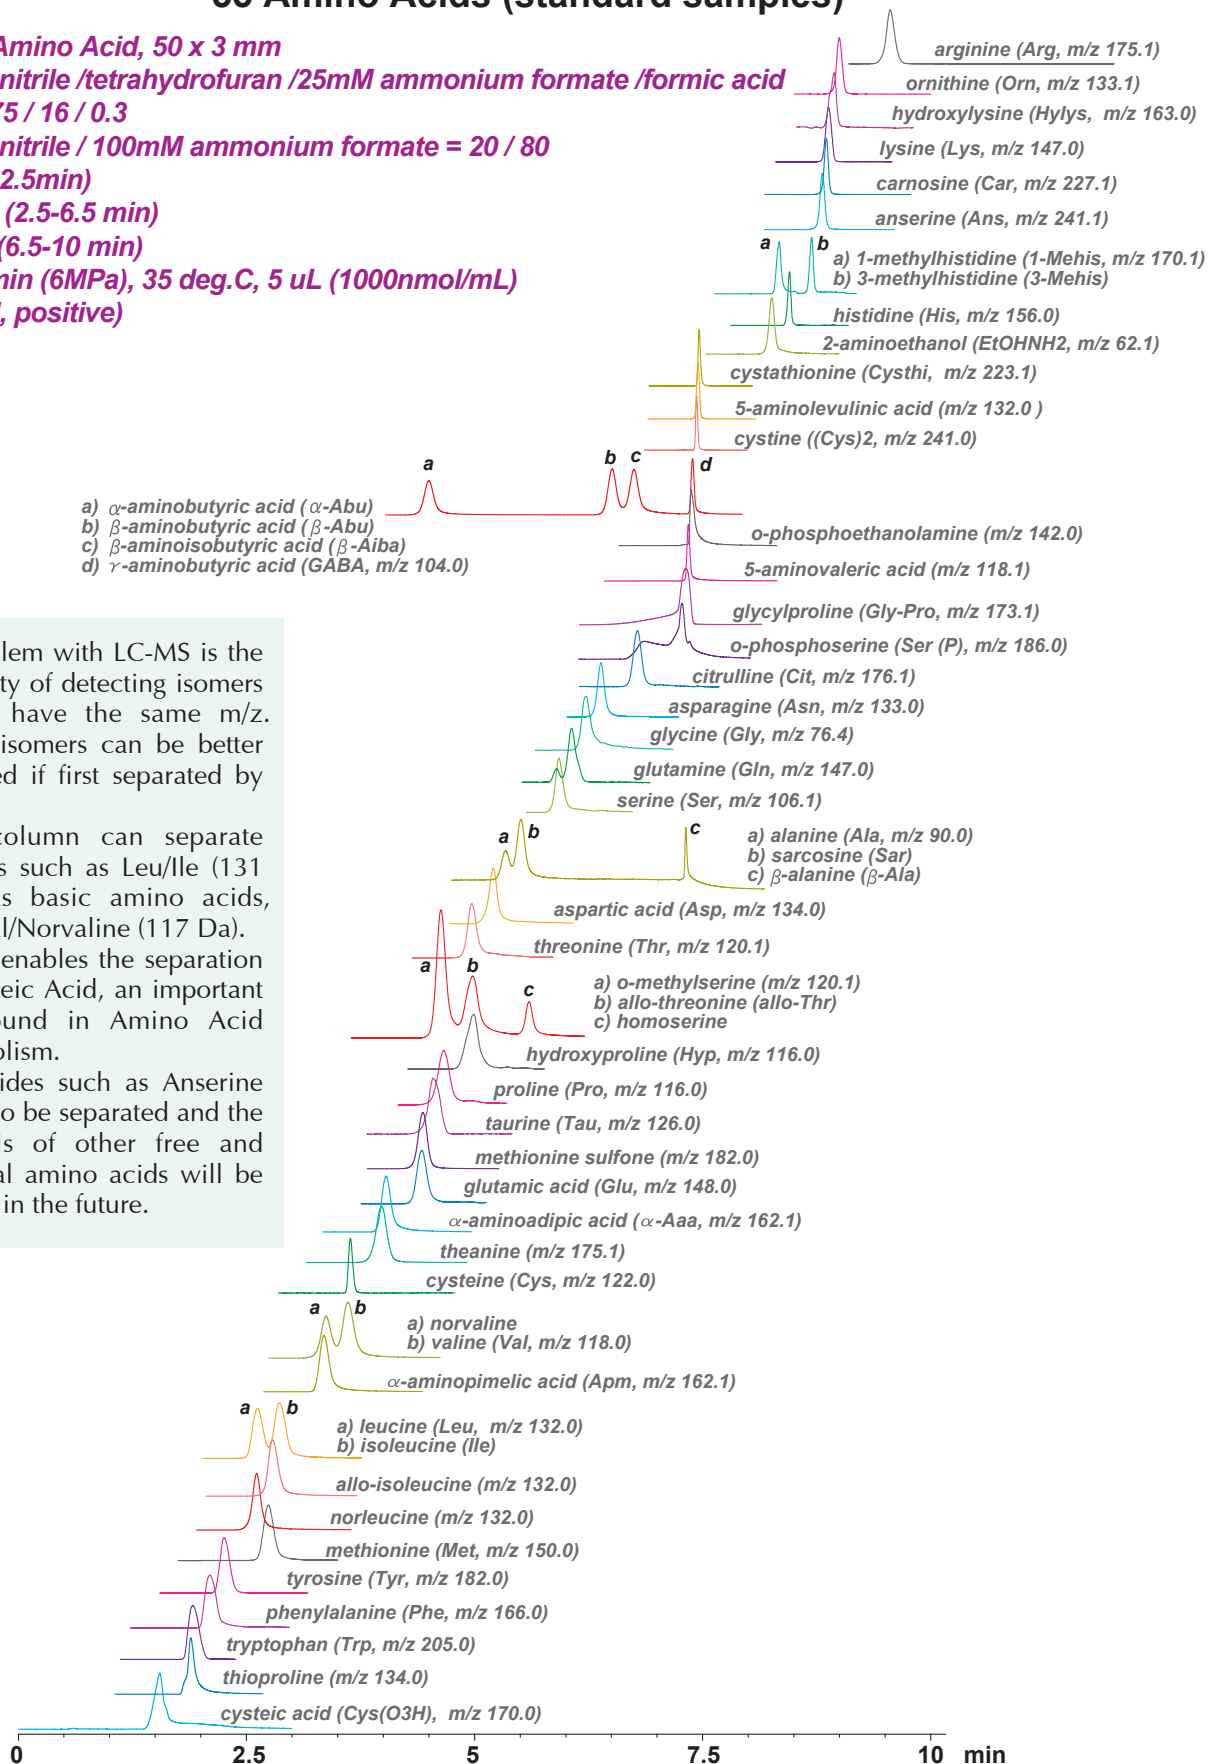 Amino Acids (standard samples)
Amino Acid, 50 x 3 mm
nitrile /tetrahydrofuran /25mM ammonium formate /formic acid
75 / 16 / 0.3
nitrile / 100mM ammonium formate = 20 / 80
2.5min)
(2.5-6.5 min)
(6.5-10 min)
min (6MPa), 35 deg.C, 5 uL (1000nmol/mL)
, positive)
arginine (Arg, m/z 175.1)
ornithine (Orn, m/z 133.1)
hydroxylysine (Hylys, m/z 163.0)
lysine (Lys, m/z 147.0)
carnosine (Car, m/z 227.1)
anserine (Ans, m/z 241.1)
a b
a) 1-methylhistidine (1-Mehis, m/z 170.1)
b) 3-methylhistidine (3-Mehis)
histidine (His, m/z 156.0)
2-aminoethanol (EtOHNH2, m/z 62.1)
cystathionine (Cysthi, m/z 223.1)
5-aminolevulinic acid (m/z 132.0 )
cystine ((Cys)2, m/z 241.0)
a b c d
a) α-aminobutyric acid (α-Abu)
b) β-aminobutyric acid (β-Abu)
c) β-aminoisobutyric acid (β-Aiba)
d) γ-aminobutyric acid (GABA, m/z 104.0)
o-phosphoethanolamine (m/z 142.0)
5-aminovaleric acid (m/z 118.1)
glycylproline (Gly-Pro, m/z 173.1)
o-phosphoserine (Ser (P), m/z 186.0)
citrulline (Cit, m/z 176.1)
asparagine (Asn, m/z 133.0)
glycine (Gly, m/z 76.4)
glutamine (Gln, m/z 147.0)
serine (Ser, m/z 106.1)
a b c
a) alanine (Ala, m/z 90.0)
b) sarcosine (Sar)
c) β-alanine (β-Ala)
aspartic acid (Asp, m/z 134.0)
threonine (Thr, m/z 120.1)
a b c
a) o-methylserine (m/z 120.1)
b) allo-threonine (allo-Thr)
c) homoserine
hydroxyproline (Hyp, m/z 116.0)
proline (Pro, m/z 116.0)
taurine (Tau, m/z 126.0)
methionine sulfone (m/z 182.0)
glutamic acid (Glu, m/z 148.0)
α-aminoadipic acid (α-Aaa, m/z 162.1)
theanine (m/z 175.1)
cysteine (Cys, m/z 122.0)
a b
a) norvaline
b) valine (Val, m/z 118.0)
α-aminopimelic acid (Apm, m/z 162.1)
a b
a) leucine (Leu, m/z 132.0)
b) isoleucine (Ile)
allo-isoleucine (m/z 132.0)
norleucine (m/z 132.0)
methionine (Met, m/z 150.0)
tyrosine (Tyr, m/z 182.0)
phenylalanine (Phe, m/z 166.0)
tryptophan (Trp, m/z 205.0)
thioproline (m/z 134.0)
cysteic acid (Cys(O3H), m/z 170.0)
0 2.5 5 7.5 10 min
lem with LC-MS is the
ty of detecting isomers
have the same m/z.
isomers can be better
ed if first separated by
column can separate
s such as Leu/Ile (131
s basic amino acids,
l/Norvaline (117 Da).
enables the separation
eic Acid, an important
ound in Amino Acid
olism.
ides such as Anserine
o be separated and the
is of other free and
al amino acids will be
in the future.